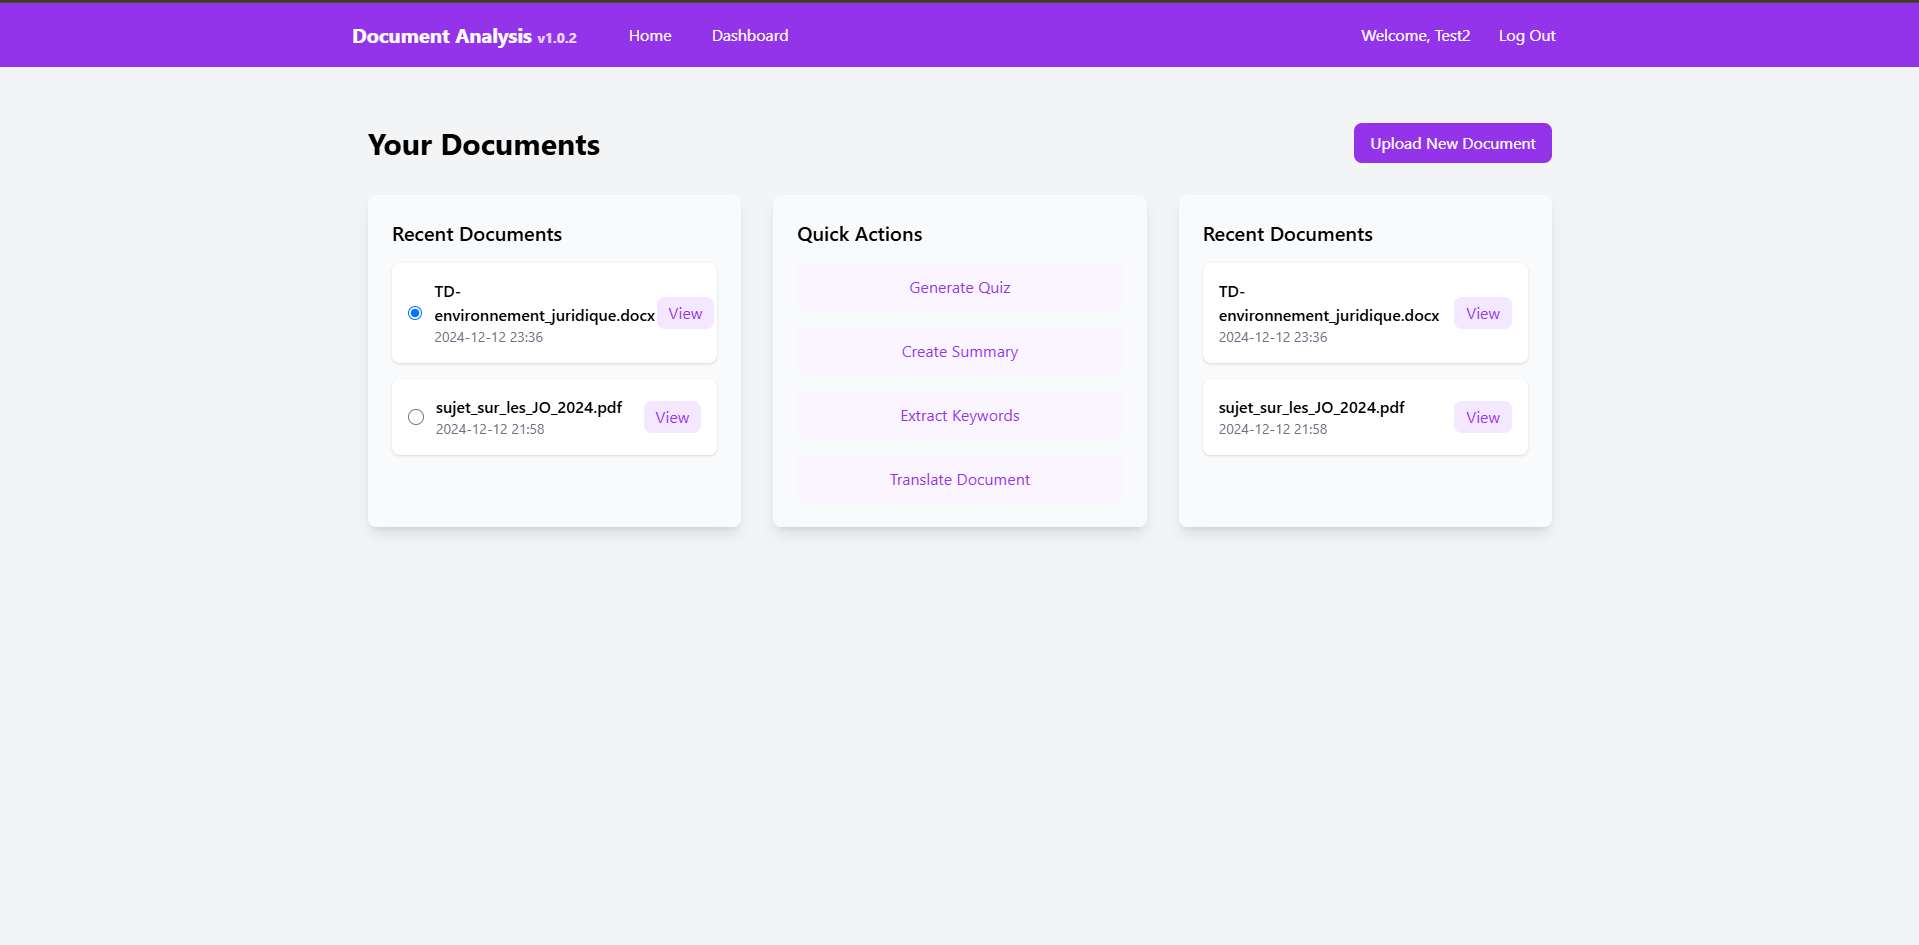 Document Analysis v1.0.2 Home Dashboard Welcome, Test2 Log Out
Your Documents
Upload New Document
Recent Documents
TD-
environnement_juridique.docx
2024-12-12 23:36
View
sujet_sur_les_JO_2024.pdf
2024-12-12 21:58
View
Quick Actions
Generate Quiz
Create Summary
Extract Keywords
Translate Document
Recent Documents
TD-
environnement_juridique.docx
2024-12-12 23:36
View
sujet_sur_les_JO_2024.pdf
2024-12-12 21:58
View